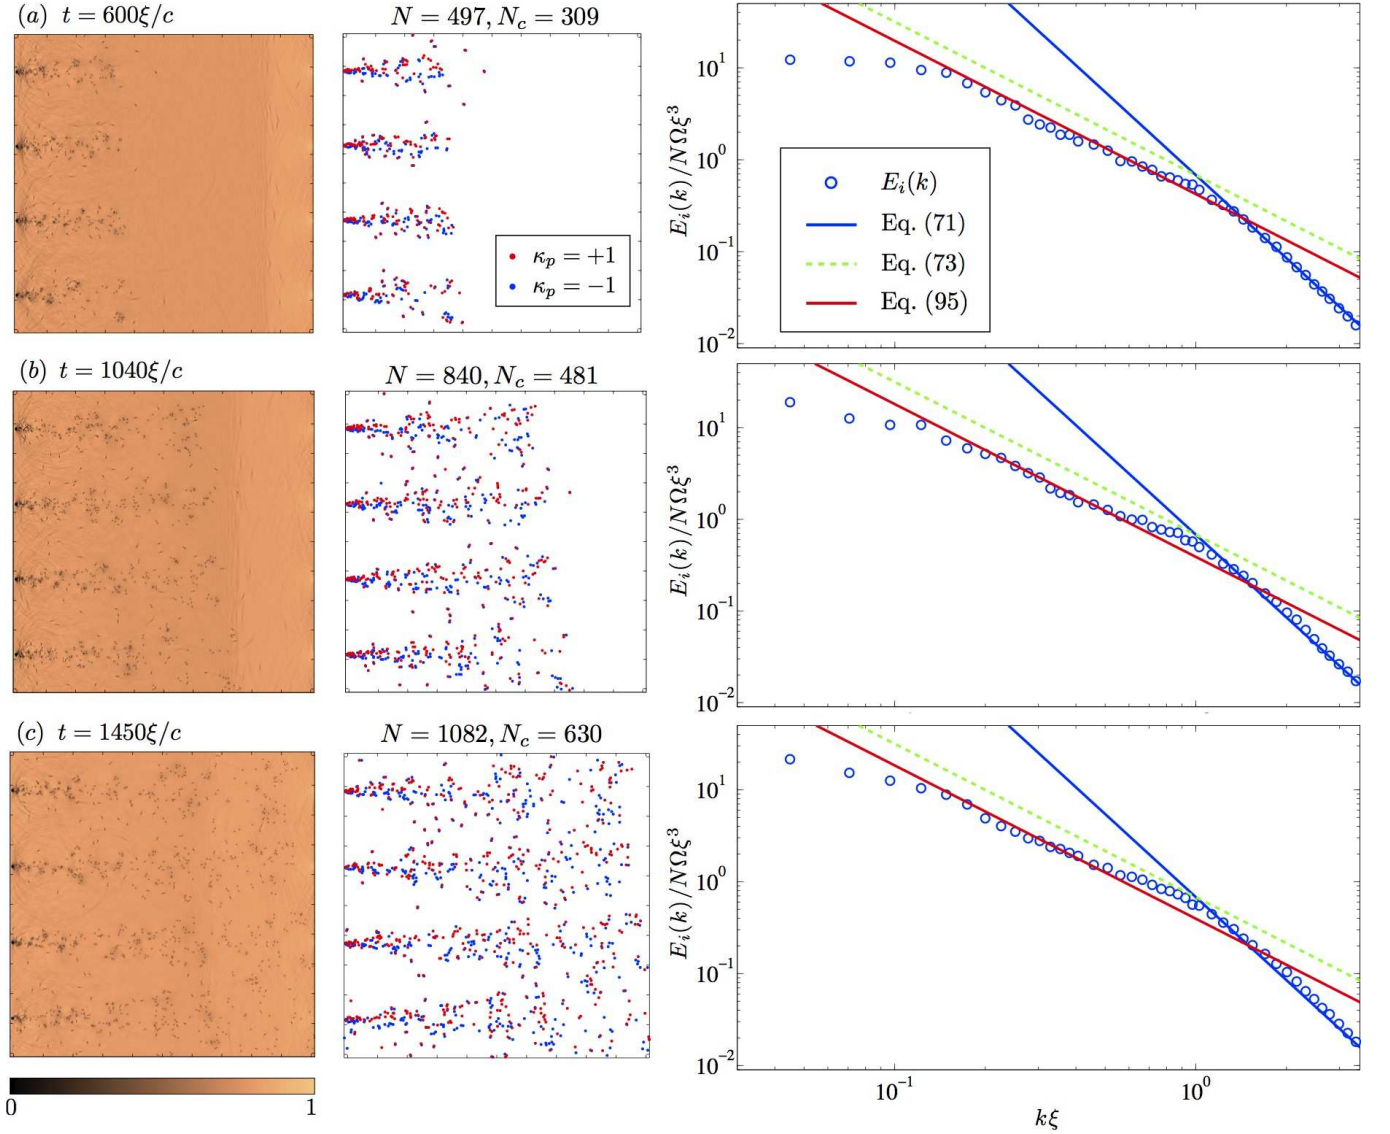 (a) t = 600ξ/c
N = 497, N_c = 309
κ_p = +1
κ_p = −1
E_i(k)/NΩξ^3
10^1
10^0
10^−1
10^−2
E_i(k)
Eq. (71)
Eq. (73)
Eq. (95)
(b) t = 1040ξ/c
N = 840, N_c = 481
E_i(k)/NΩξ^3
10^1
10^0
10^−1
10^−2
(c) t = 1450ξ/c
N = 1082, N_c = 630
E_i(k)/NΩξ^3
10^1
10^0
10^−1
10^−2
10^−1 10^0
kξ
0 1